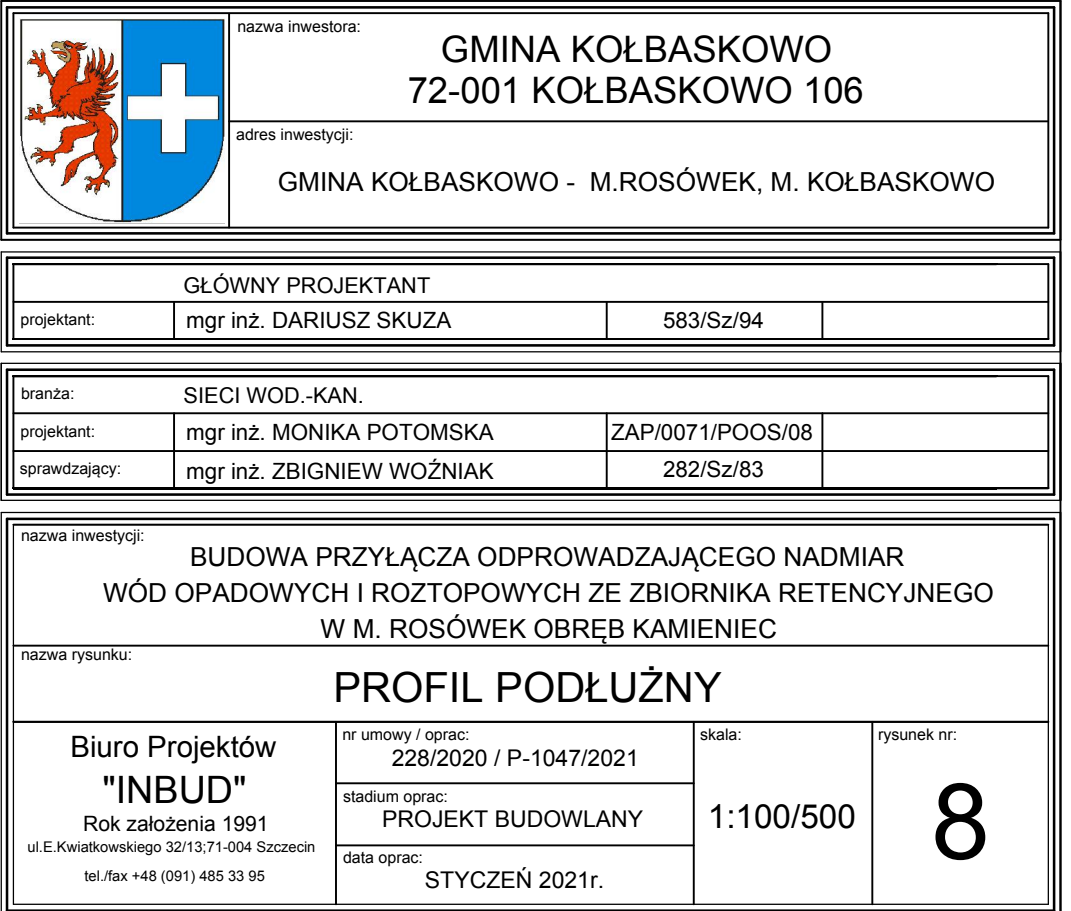 nazwa inwestora:
GMINA KOŁBASKOWO
72-001 KOŁBASKOWO 106
adres inwestycji:
GMINA KOŁBASKOWO - M.ROSÓWEK, M. KOŁBASKOWO
GŁÓWNY PROJEKTANT
projektant: mgr inż. DARIUSZ SKUZA 583/Sz/94
branża: SIECI WOD.-KAN.
projektant: mgr inż. MONIKA POTOMSKA ZAP/0071/POOS/08
sprawdzający: mgr inż. ZBIGNIEW WOŹNIAK 282/Sz/83
nazwa inwestycji:
BUDOWA PRZYŁĄCZA ODPROWADZAJĄCEGO NADMIAR
WÓD OPADOWYCH I ROZTOPOWYCH ZE ZBIORNIKA RETENCYJNEGO
W M. ROSÓWEK OBRĘB KAMIENIEC
nazwa rysunku:
PROFIL PODŁUŻNY
Biuro Projektów
"INBUD"
Rok założenia 1991
ul.E.Kwiatkowskiego 32/13;71-004 Szczecin
tel./fax +48 (091) 485 33 95
nr umowy / oprac:
228/2020 / P-1047/2021
stadium oprac:
PROJEKT BUDOWLANY
data oprac:
STYCZEŃ 2021r.
skala:
1:100/500
rysunek nr:
8